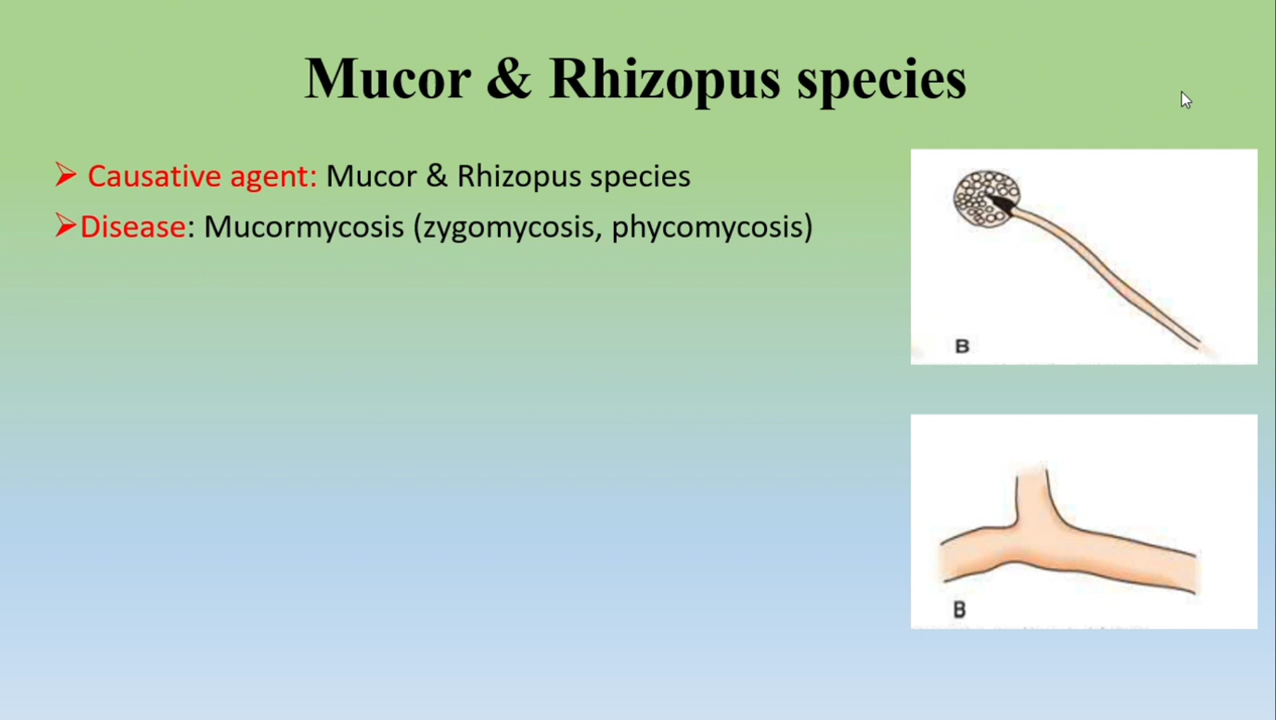 Mucor & Rhizopus species
➢ Causative agent: Mucor & Rhizopus species
➢Disease: Mucormycosis (zygomycosis, phycomycosis)
B
B